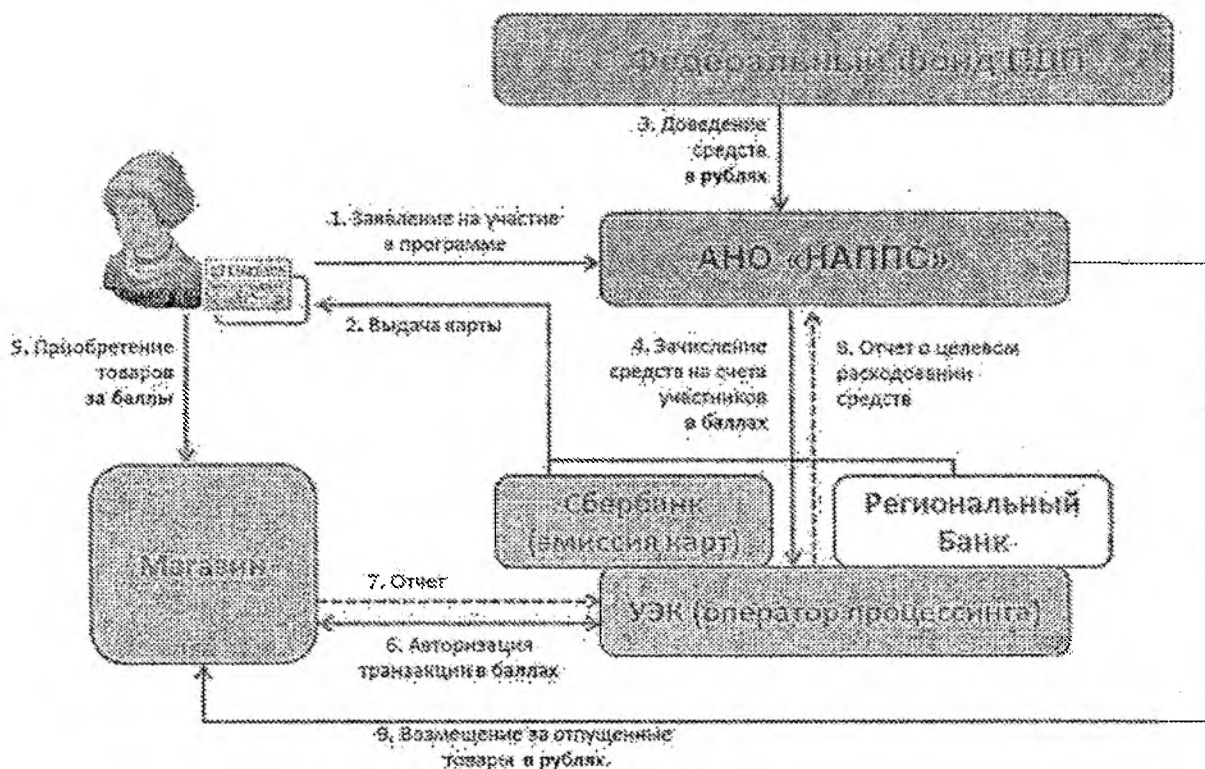 Федеральный фонд ПДП
3. Доведение
средств
в рублях
1. Заявление на участие
в программе
АНО «НАППС»
2. Выдача карты
5. Приобретение
товаров
за баллы
4. Зачисление
средств на счета
участников
в баллах
8. Отчет о целевом
расходовании
средств
Сбербанк
(эмиссия карт)
Региональный
Банк
Магазин
7. Отчет
УЭК (оператор процессинга)
6. Авторизация
транзакции в баллах
9. Возмещение за отпущенные
товары в рублях.